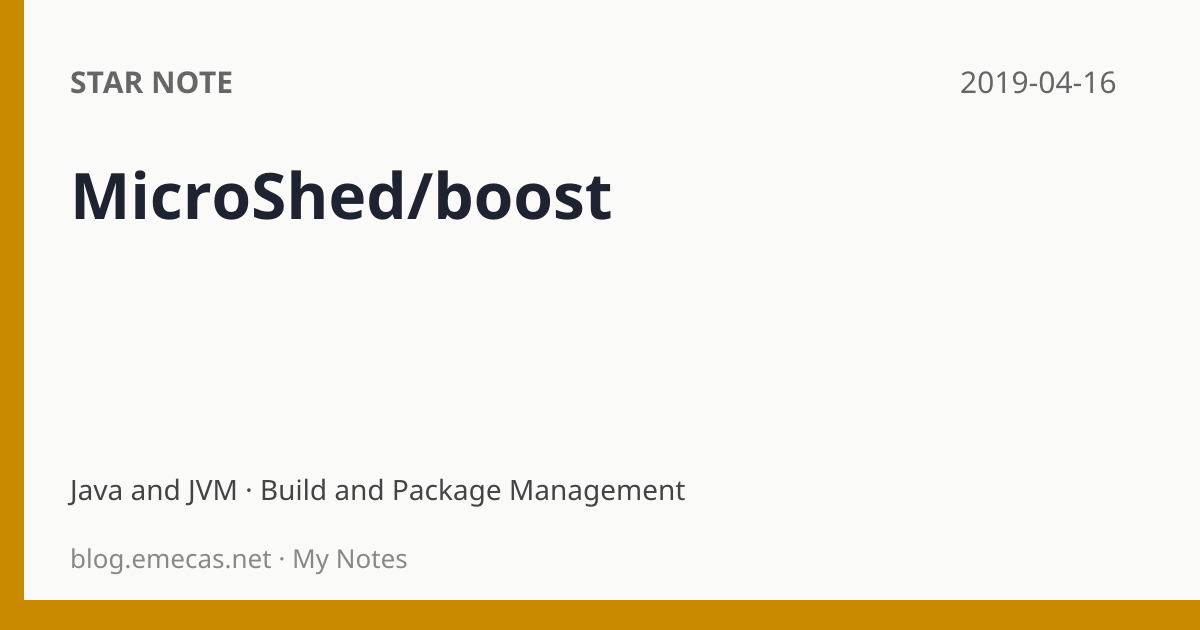 STAR NOTE
2019-04-16
MicroShed/boost
Java and JVM · Build and Package Management
blog.emecas.net · My Notes